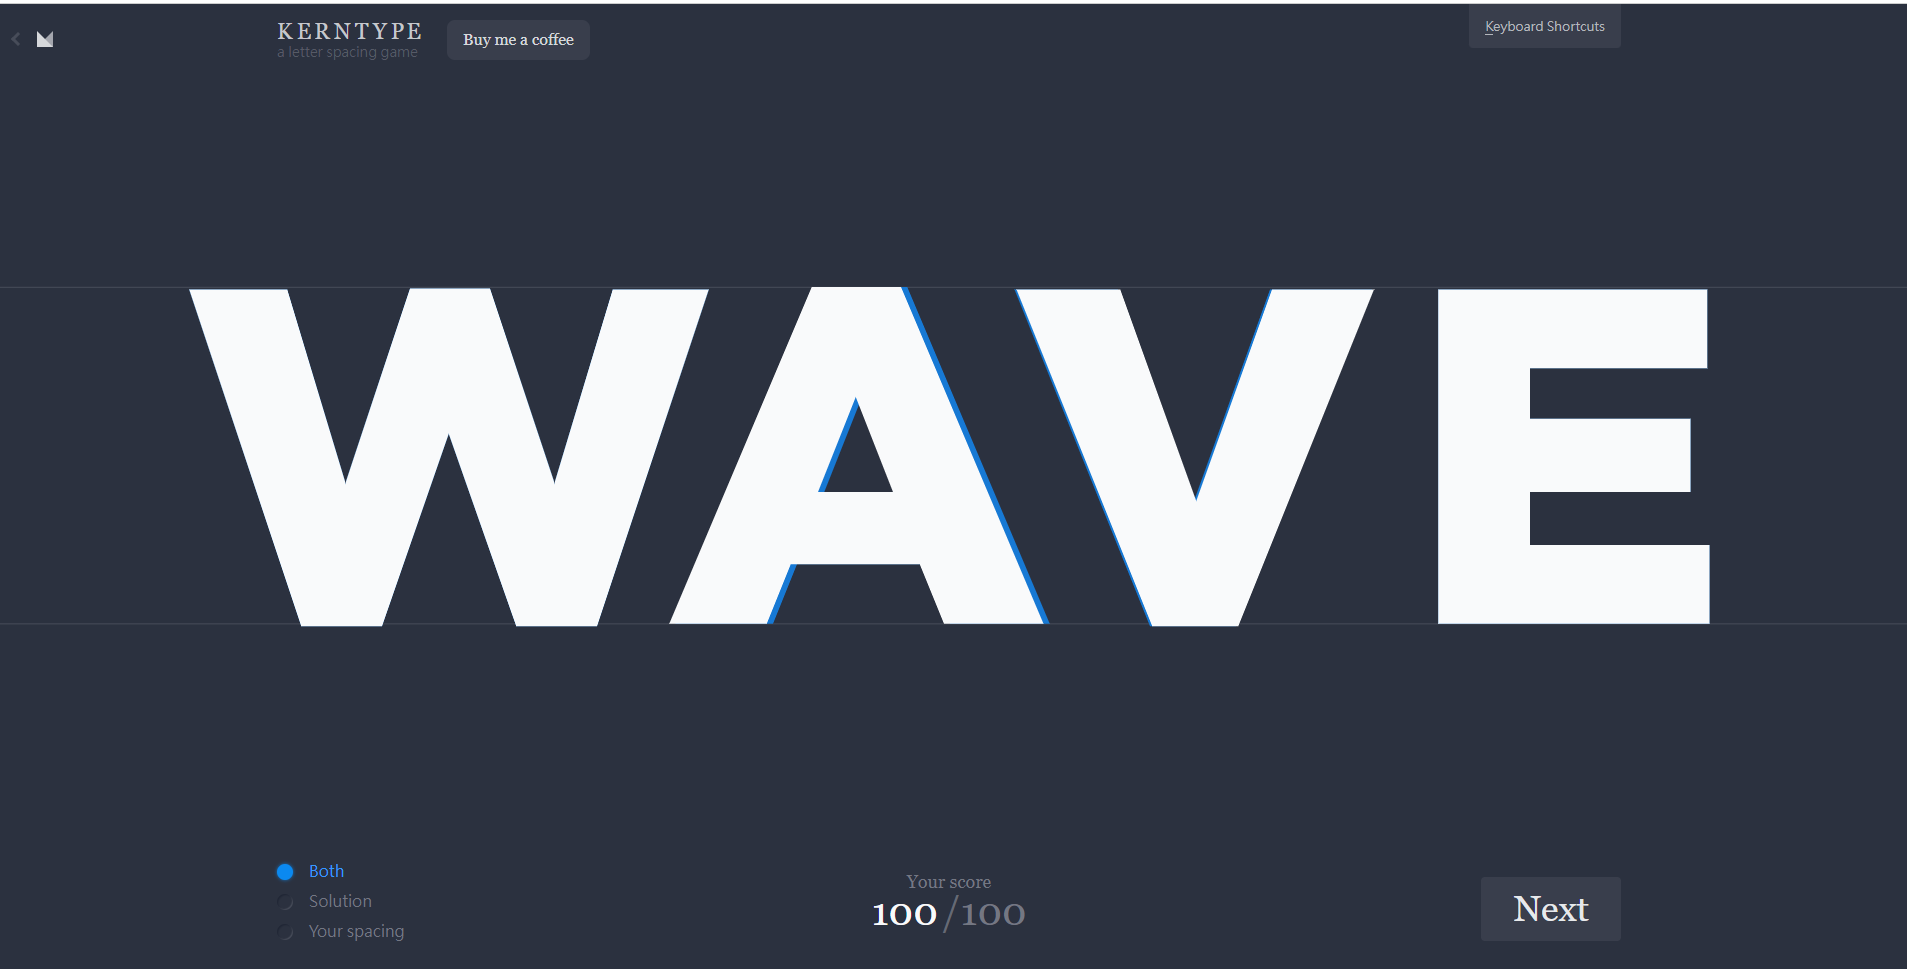 KERNTYPE
a letter spacing game
Buy me a coffee
Keyboard Shortcuts
WAVE
Both
Solution
Your spacing
Your score
100/100
Next